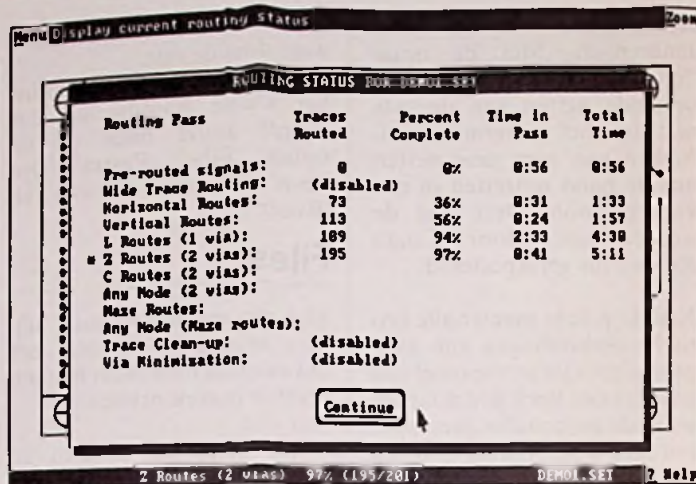 Menu Display current routing Status Zoom
ROUTING STATUS FOR DEMO1.SET
Routing Pass Traces Routed Percent Complete Time in Pass Total Time
Pre-routed signals: 0 0% 0:56 0:56
Wide Trace Routing: (disabled)
Horizontal Routes: 73 36% 0:31 1:33
Vertical Routes: 113 56% 0:24 1:57
L Routes (1 via): 189 94% 2:33 4:30
* Z Routes (2 vias): 195 97% 0:41 5:11
C Routes (2 vias):
Any Mode (2 vias):
Maze Routes:
Any Mode (Maze routes):
Trace Clean-up: (disabled)
Via Minimization: (disabled)
Continue
Z Routes (2 vias) 97% (195/201) DEMO1.SET ? Help